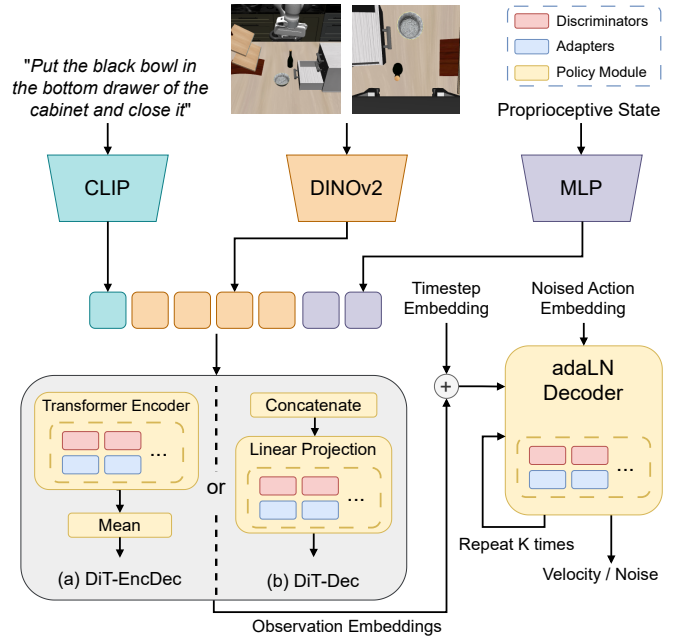 "Put the black bowl in
the bottom drawer of the
cabinet and close it"
Discriminators
Adapters
Policy Module
Proprioceptive State
CLIP
DINOv2
MLP
Timestep
Embedding
Noised Action
Embedding
+
adaLN
Decoder
Transformer Encoder
...
Mean
(a) DiT-EncDec
or
Concatenate
Linear Projection
...
(b) DiT-Dec
...
Repeat K times
Velocity / Noise
Observation Embeddings